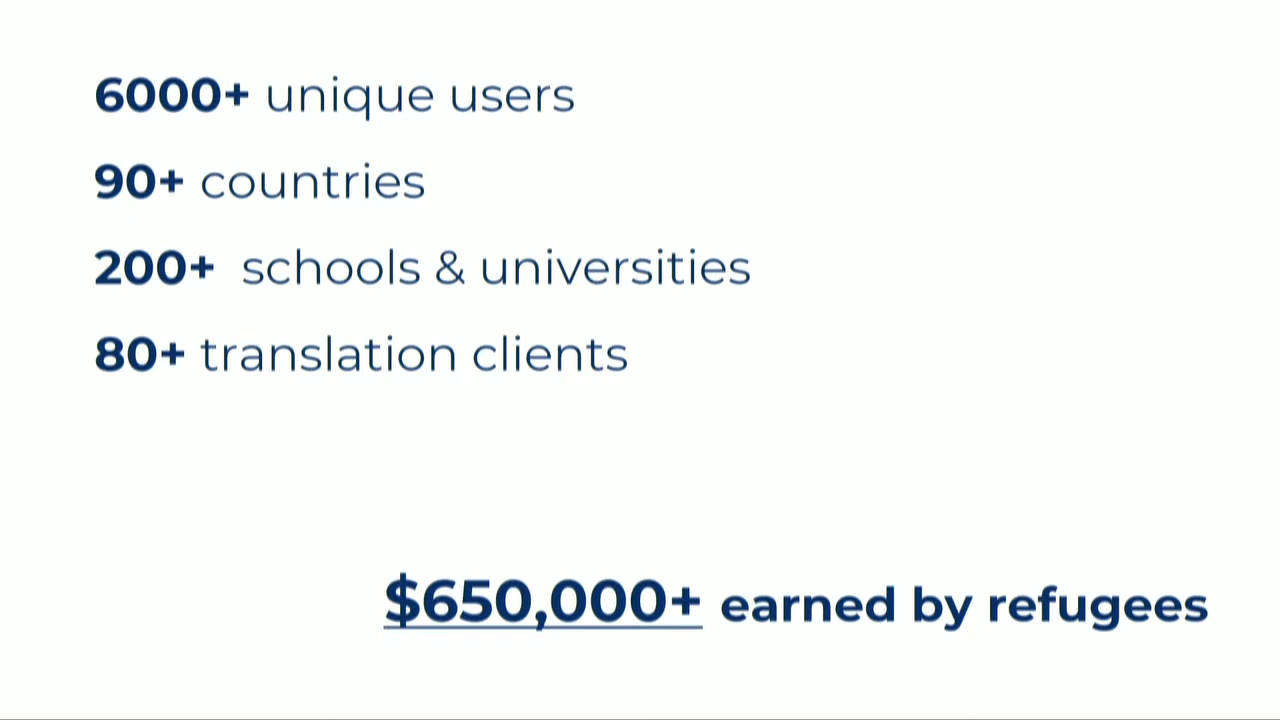 6000+ unique users
90+ countries
200+ schools & universities
80+ translation clients
$650,000+ earned by refugees